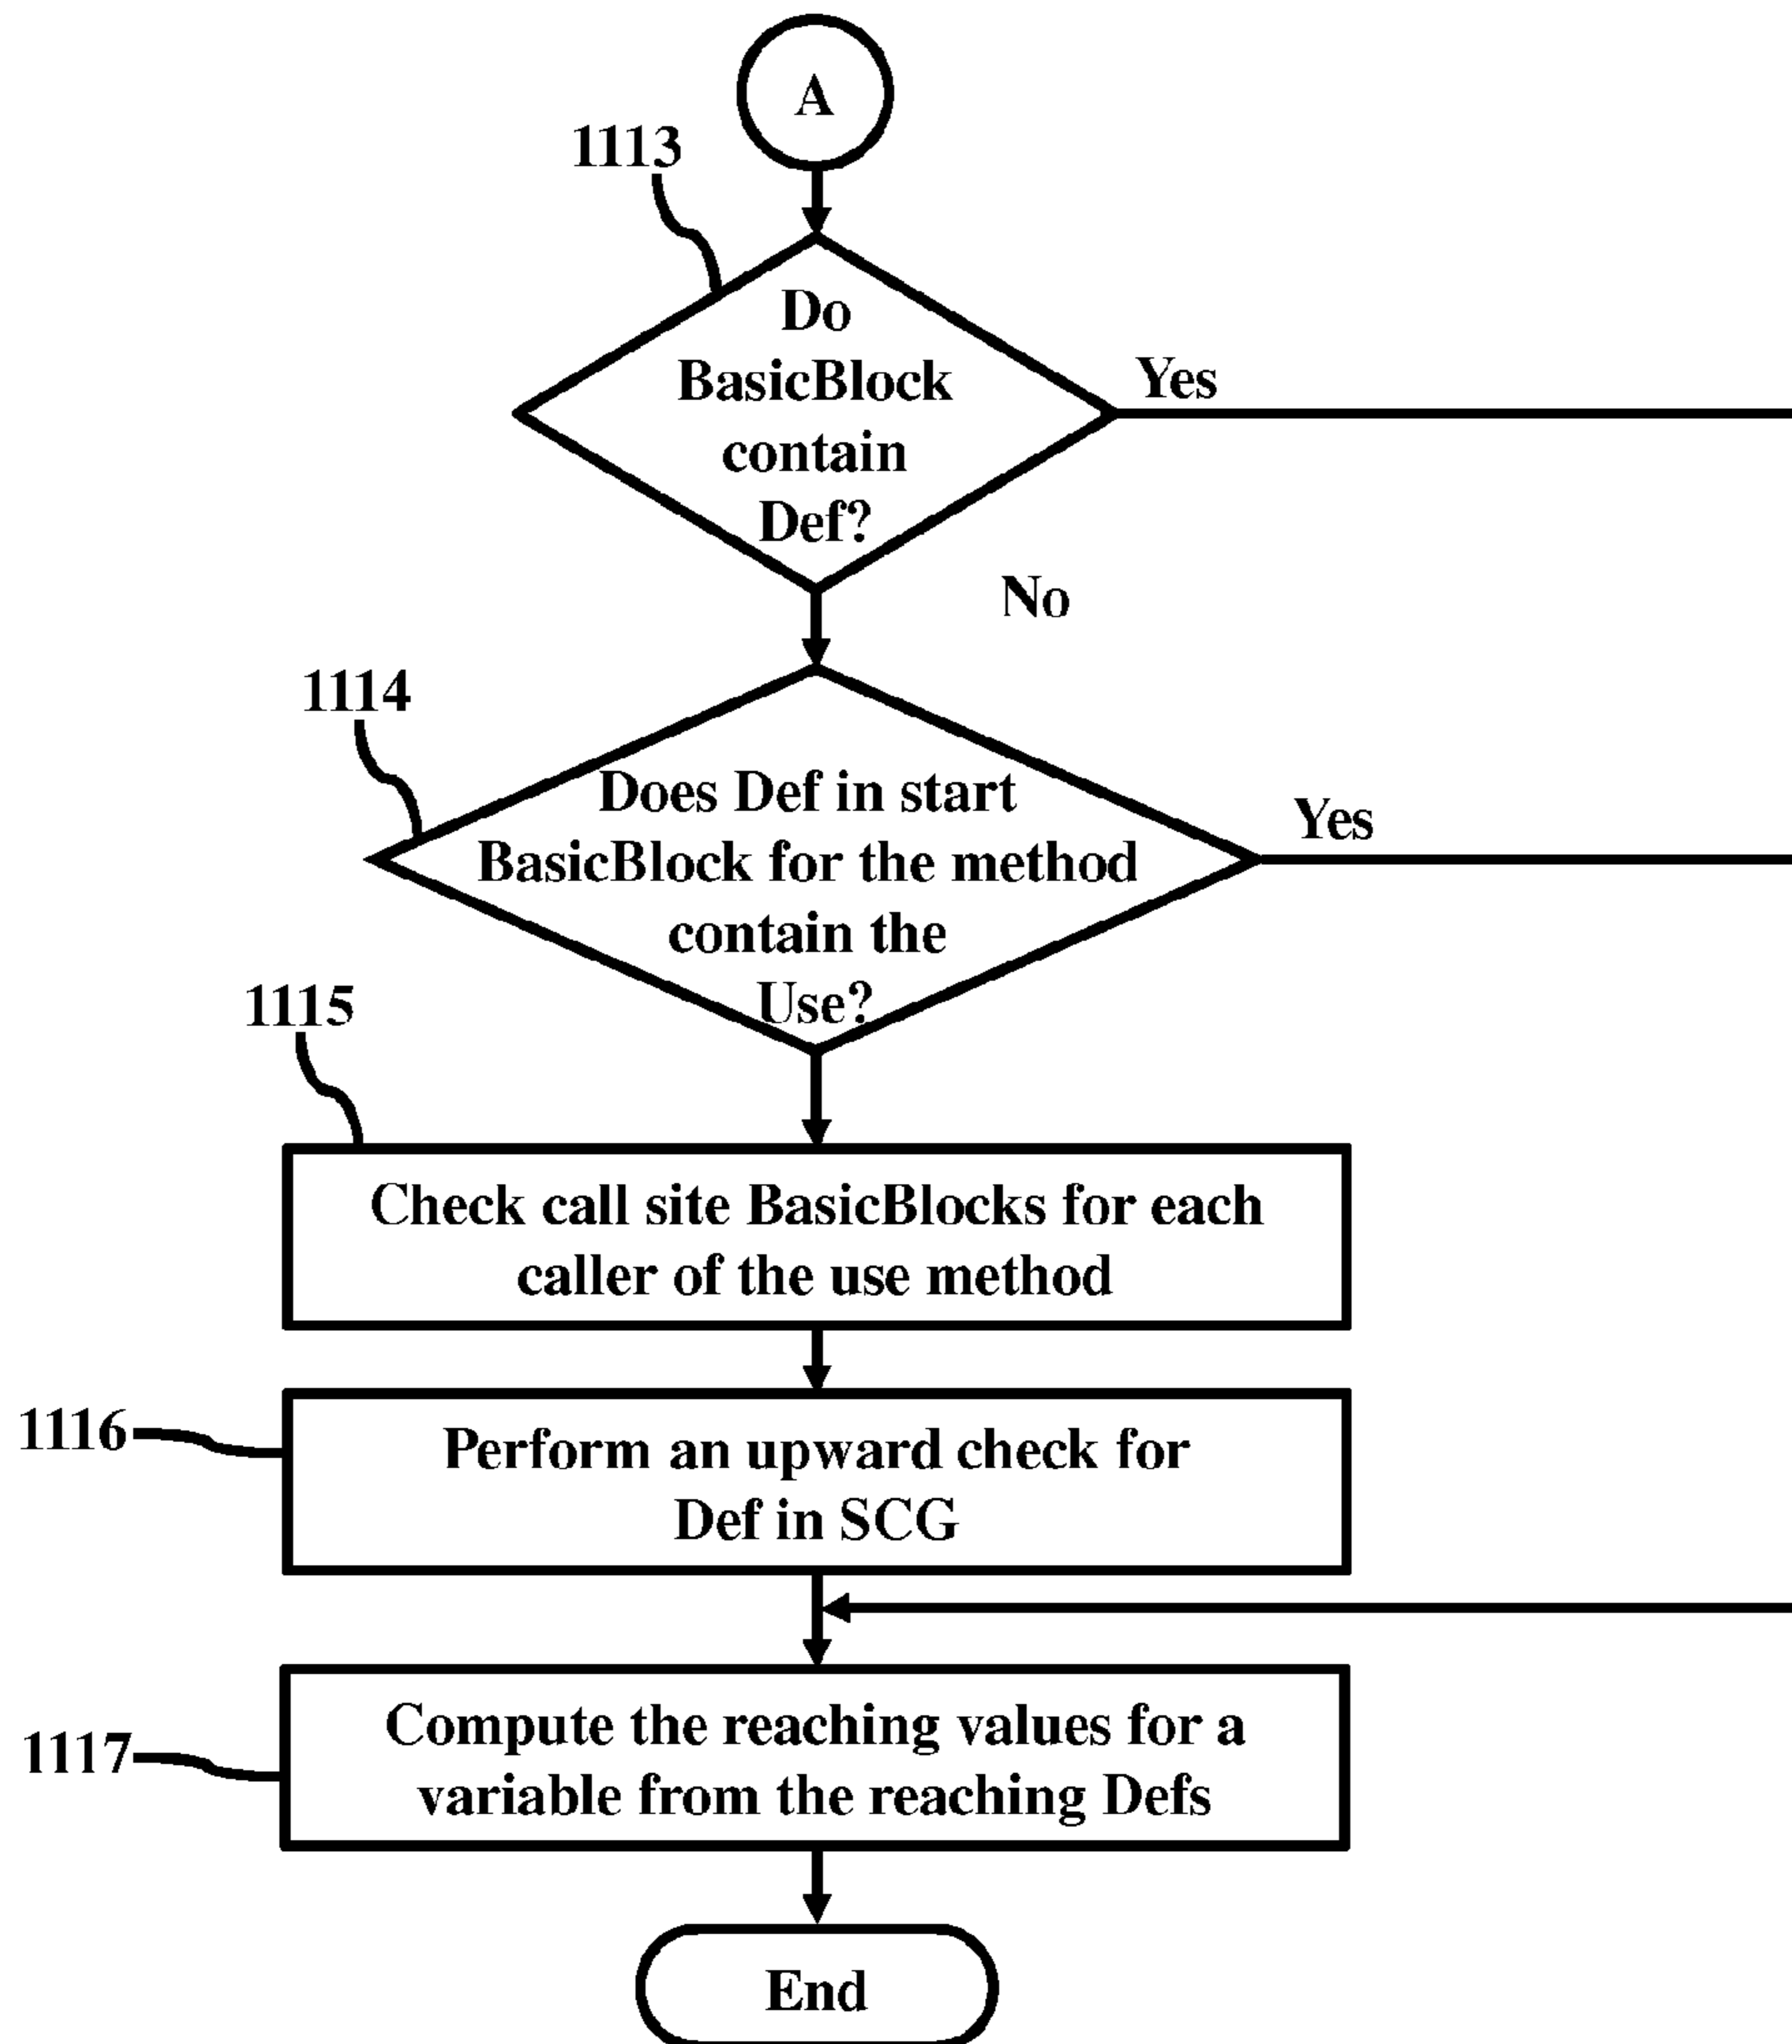 A
1113
Do
BasicBlock
contain
Def?
Yes
No
1114
Does Def in start
BasicBlock for the method
contain the
Use?
Yes
1115
Check call site BasicBlocks for each
caller of the use method
1116
Perform an upward check for
Def in SCG
1117
Compute the reaching values for a
variable from the reaching Defs
End